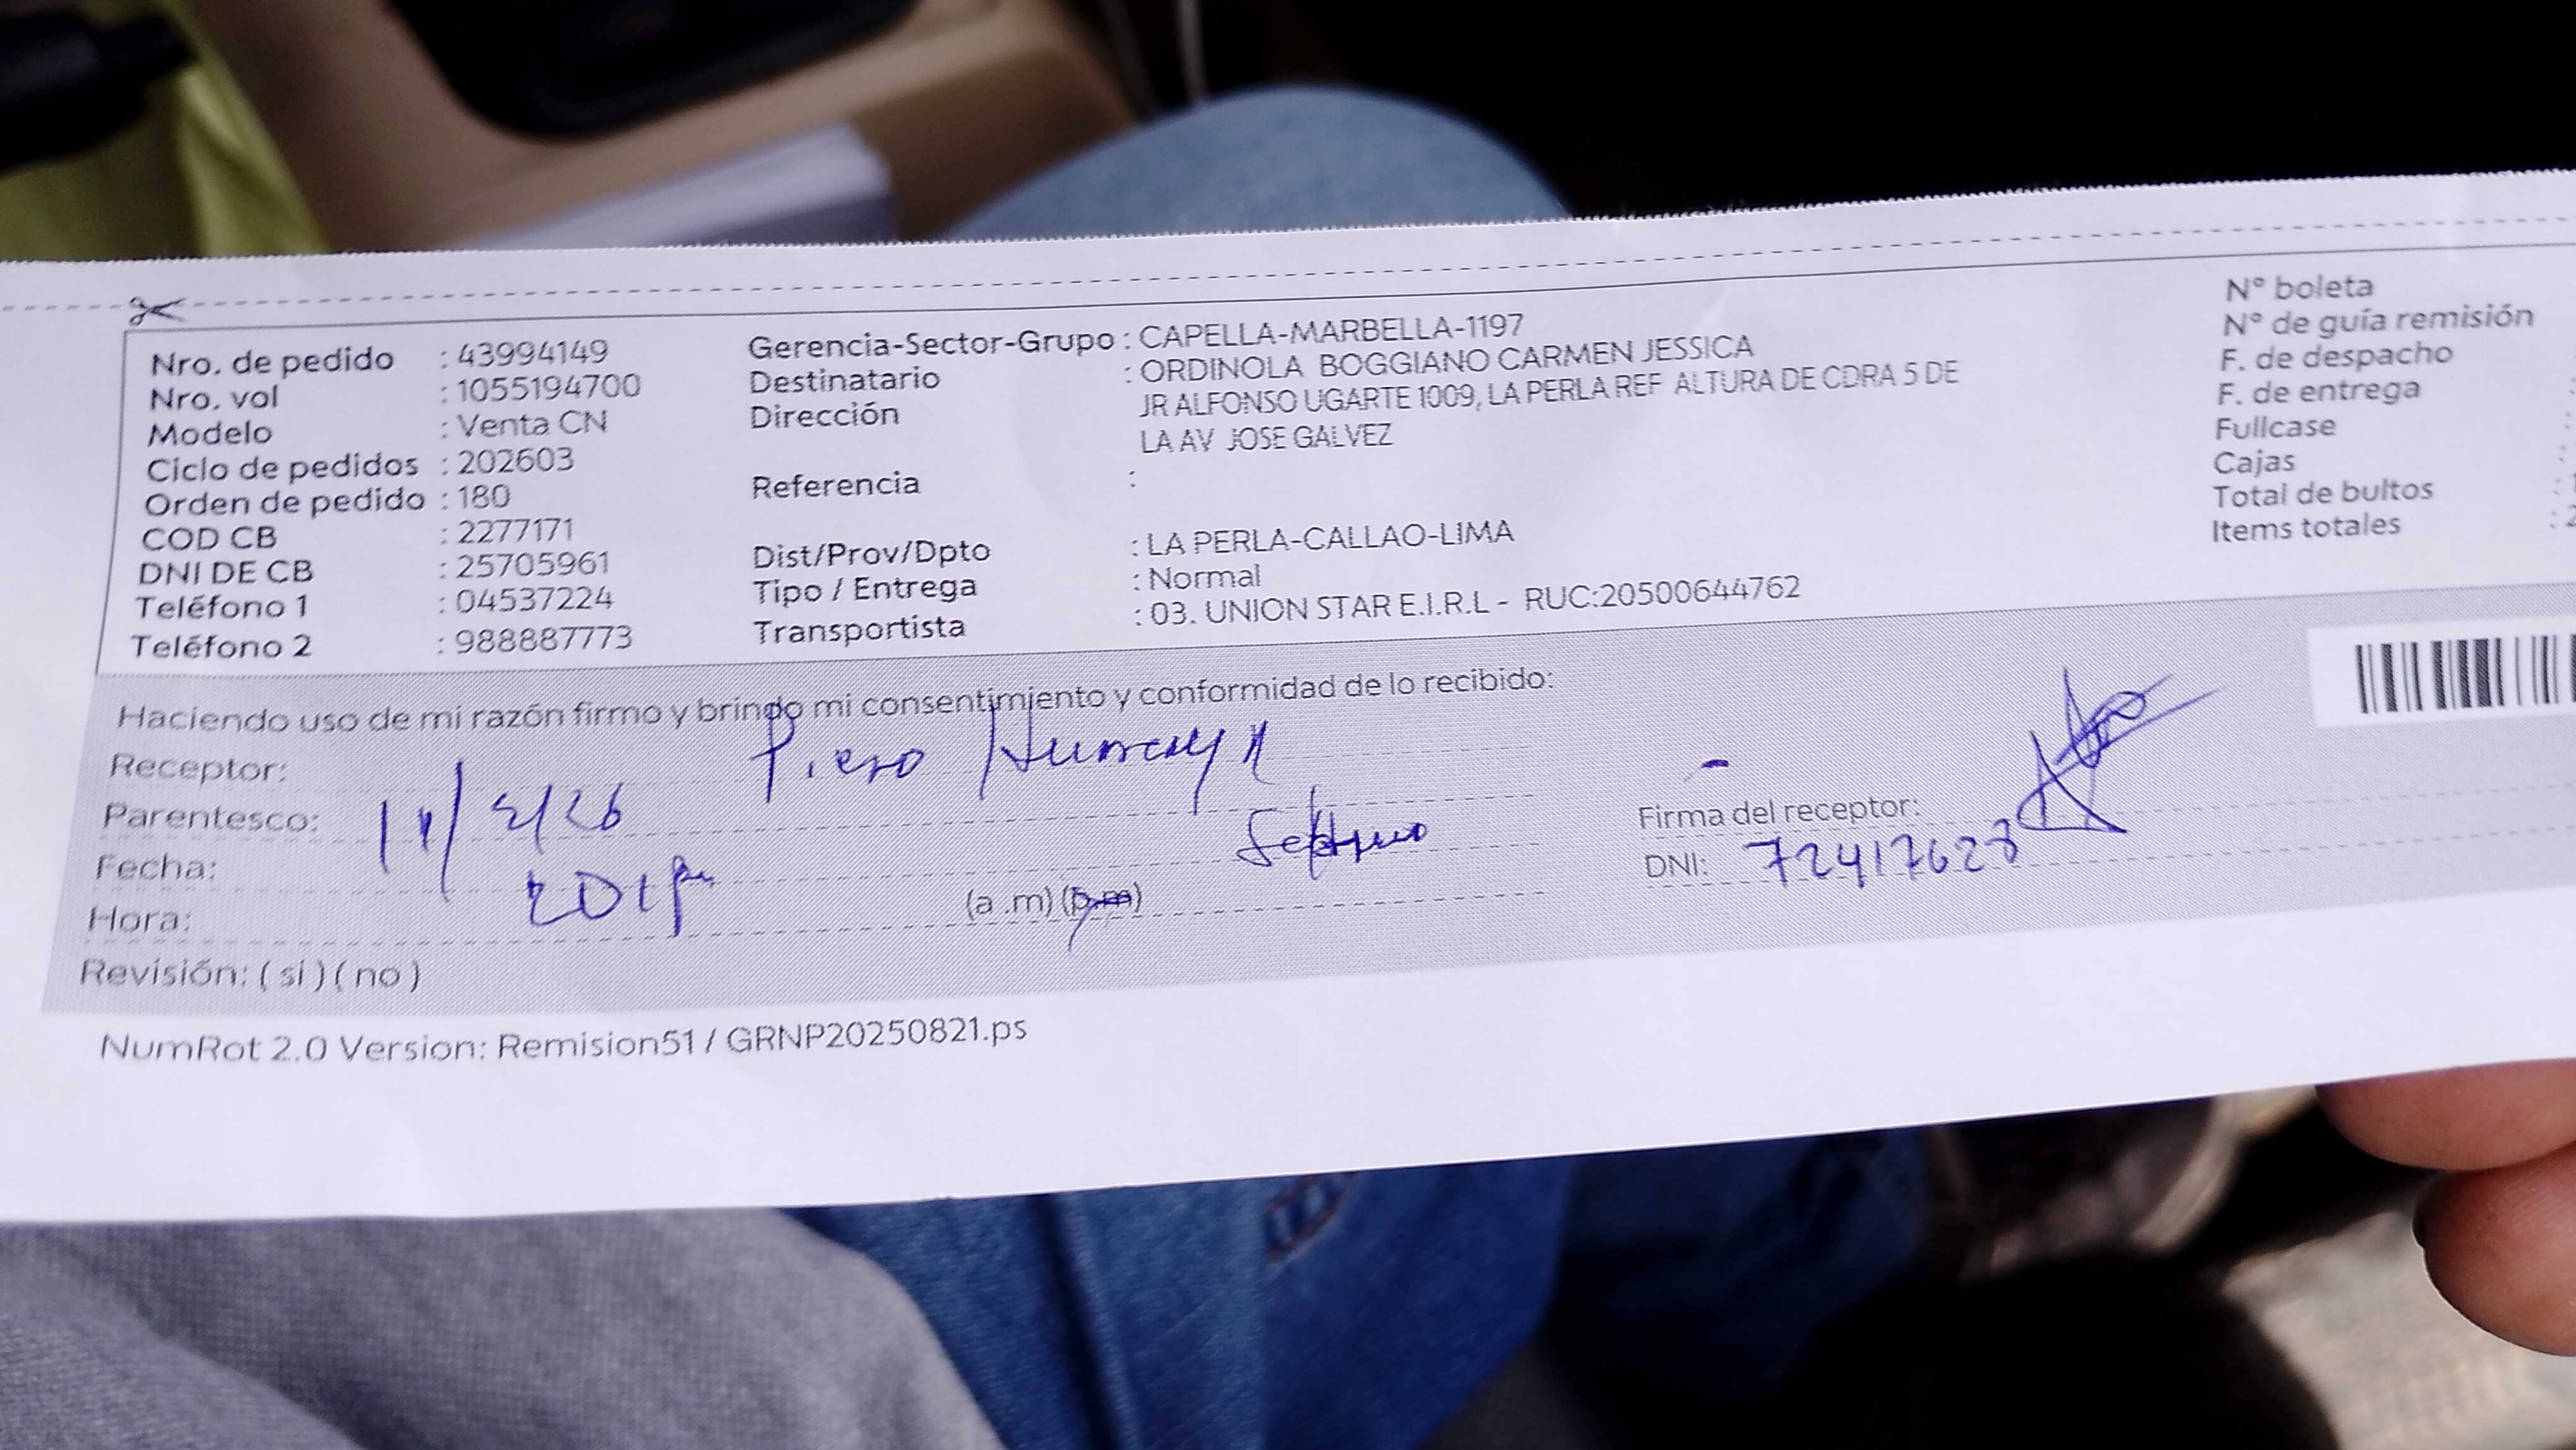 Nro. de pedido : 43994149
Nro. vol : 1055194700
Modelo : Venta CN
Ciclo de pedidos : 202603
Orden de pedido : 180
COD CB : 2277171
DNI DE CB : 25705961
Teléfono 1 : 04537224
Teléfono 2 : 988887773
Gerencia-Sector-Grupo : CAPELLA-MARBELLA-1197
Destinatario : ORDINOLA BOGGIANO CARMEN JESSICA
Dirección JR ALFONSO UGARTE 1009, LA PERLA REF ALTURA DE CDRA 5 DE
LA AV JOSE GALVEZ
Referencia :
Dist/Prov/Dpto : LA PERLA-CALLAO-LIMA
Tipo / Entrega : Normal
Transportista : 03. UNION STAR E.I.R.L - RUC:20500644762
N° boleta
N° de guía remisión
F. de despacho
F. de entrega
Fullcase
Cajas
Total de bultos
Items totales
Haciendo uso de mi razón firmo y brindo mi consentimiento y conformidad de lo recibido:
Receptor: Piero
Parentesco:
Fecha:
Hora: (a .m) (p.m)
Firma del receptor:
DNI: 72417623
Revisión: ( si ) ( no )
NumRot 2.0 Version: Remision51 / GRNP20250821.ps